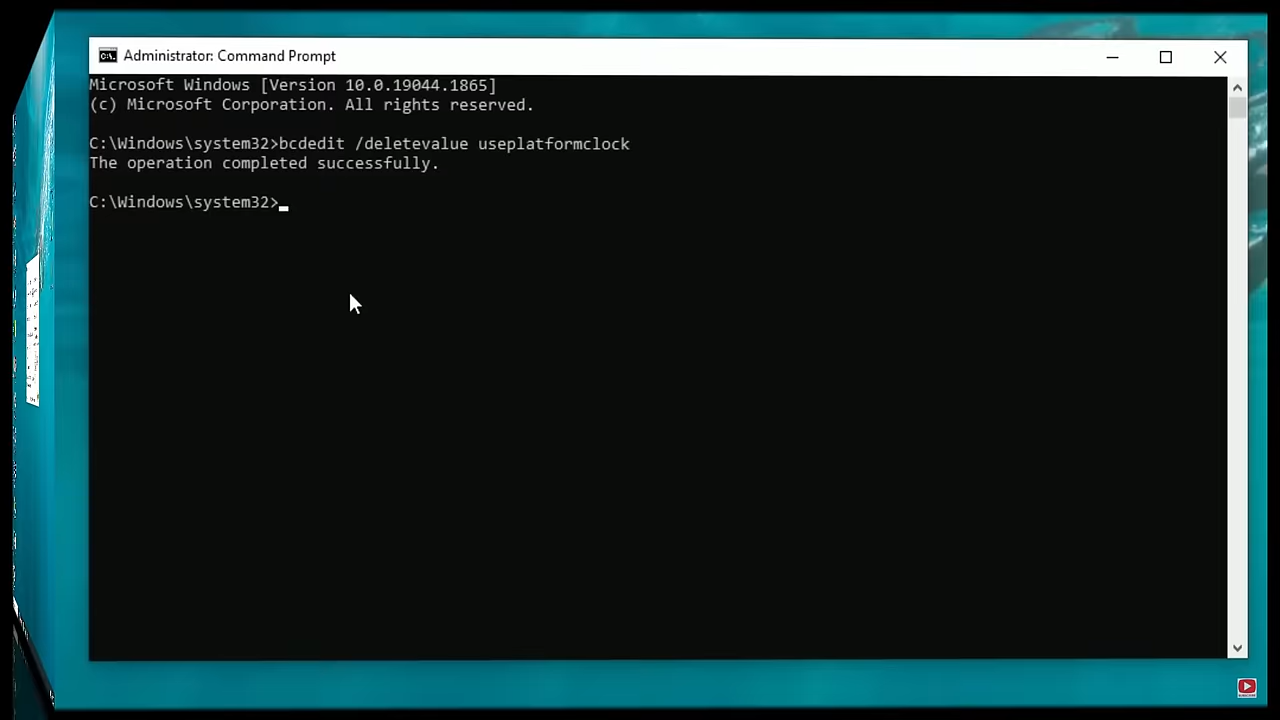 Administrator: Command Prompt
Microsoft Windows [Version 10.0.19044.1865]
(c) Microsoft Corporation. All rights reserved.
C:\Windows\system32>bcdedit /deletevalue useplatformclock
The operation completed successfully.
C:\Windows\system32>